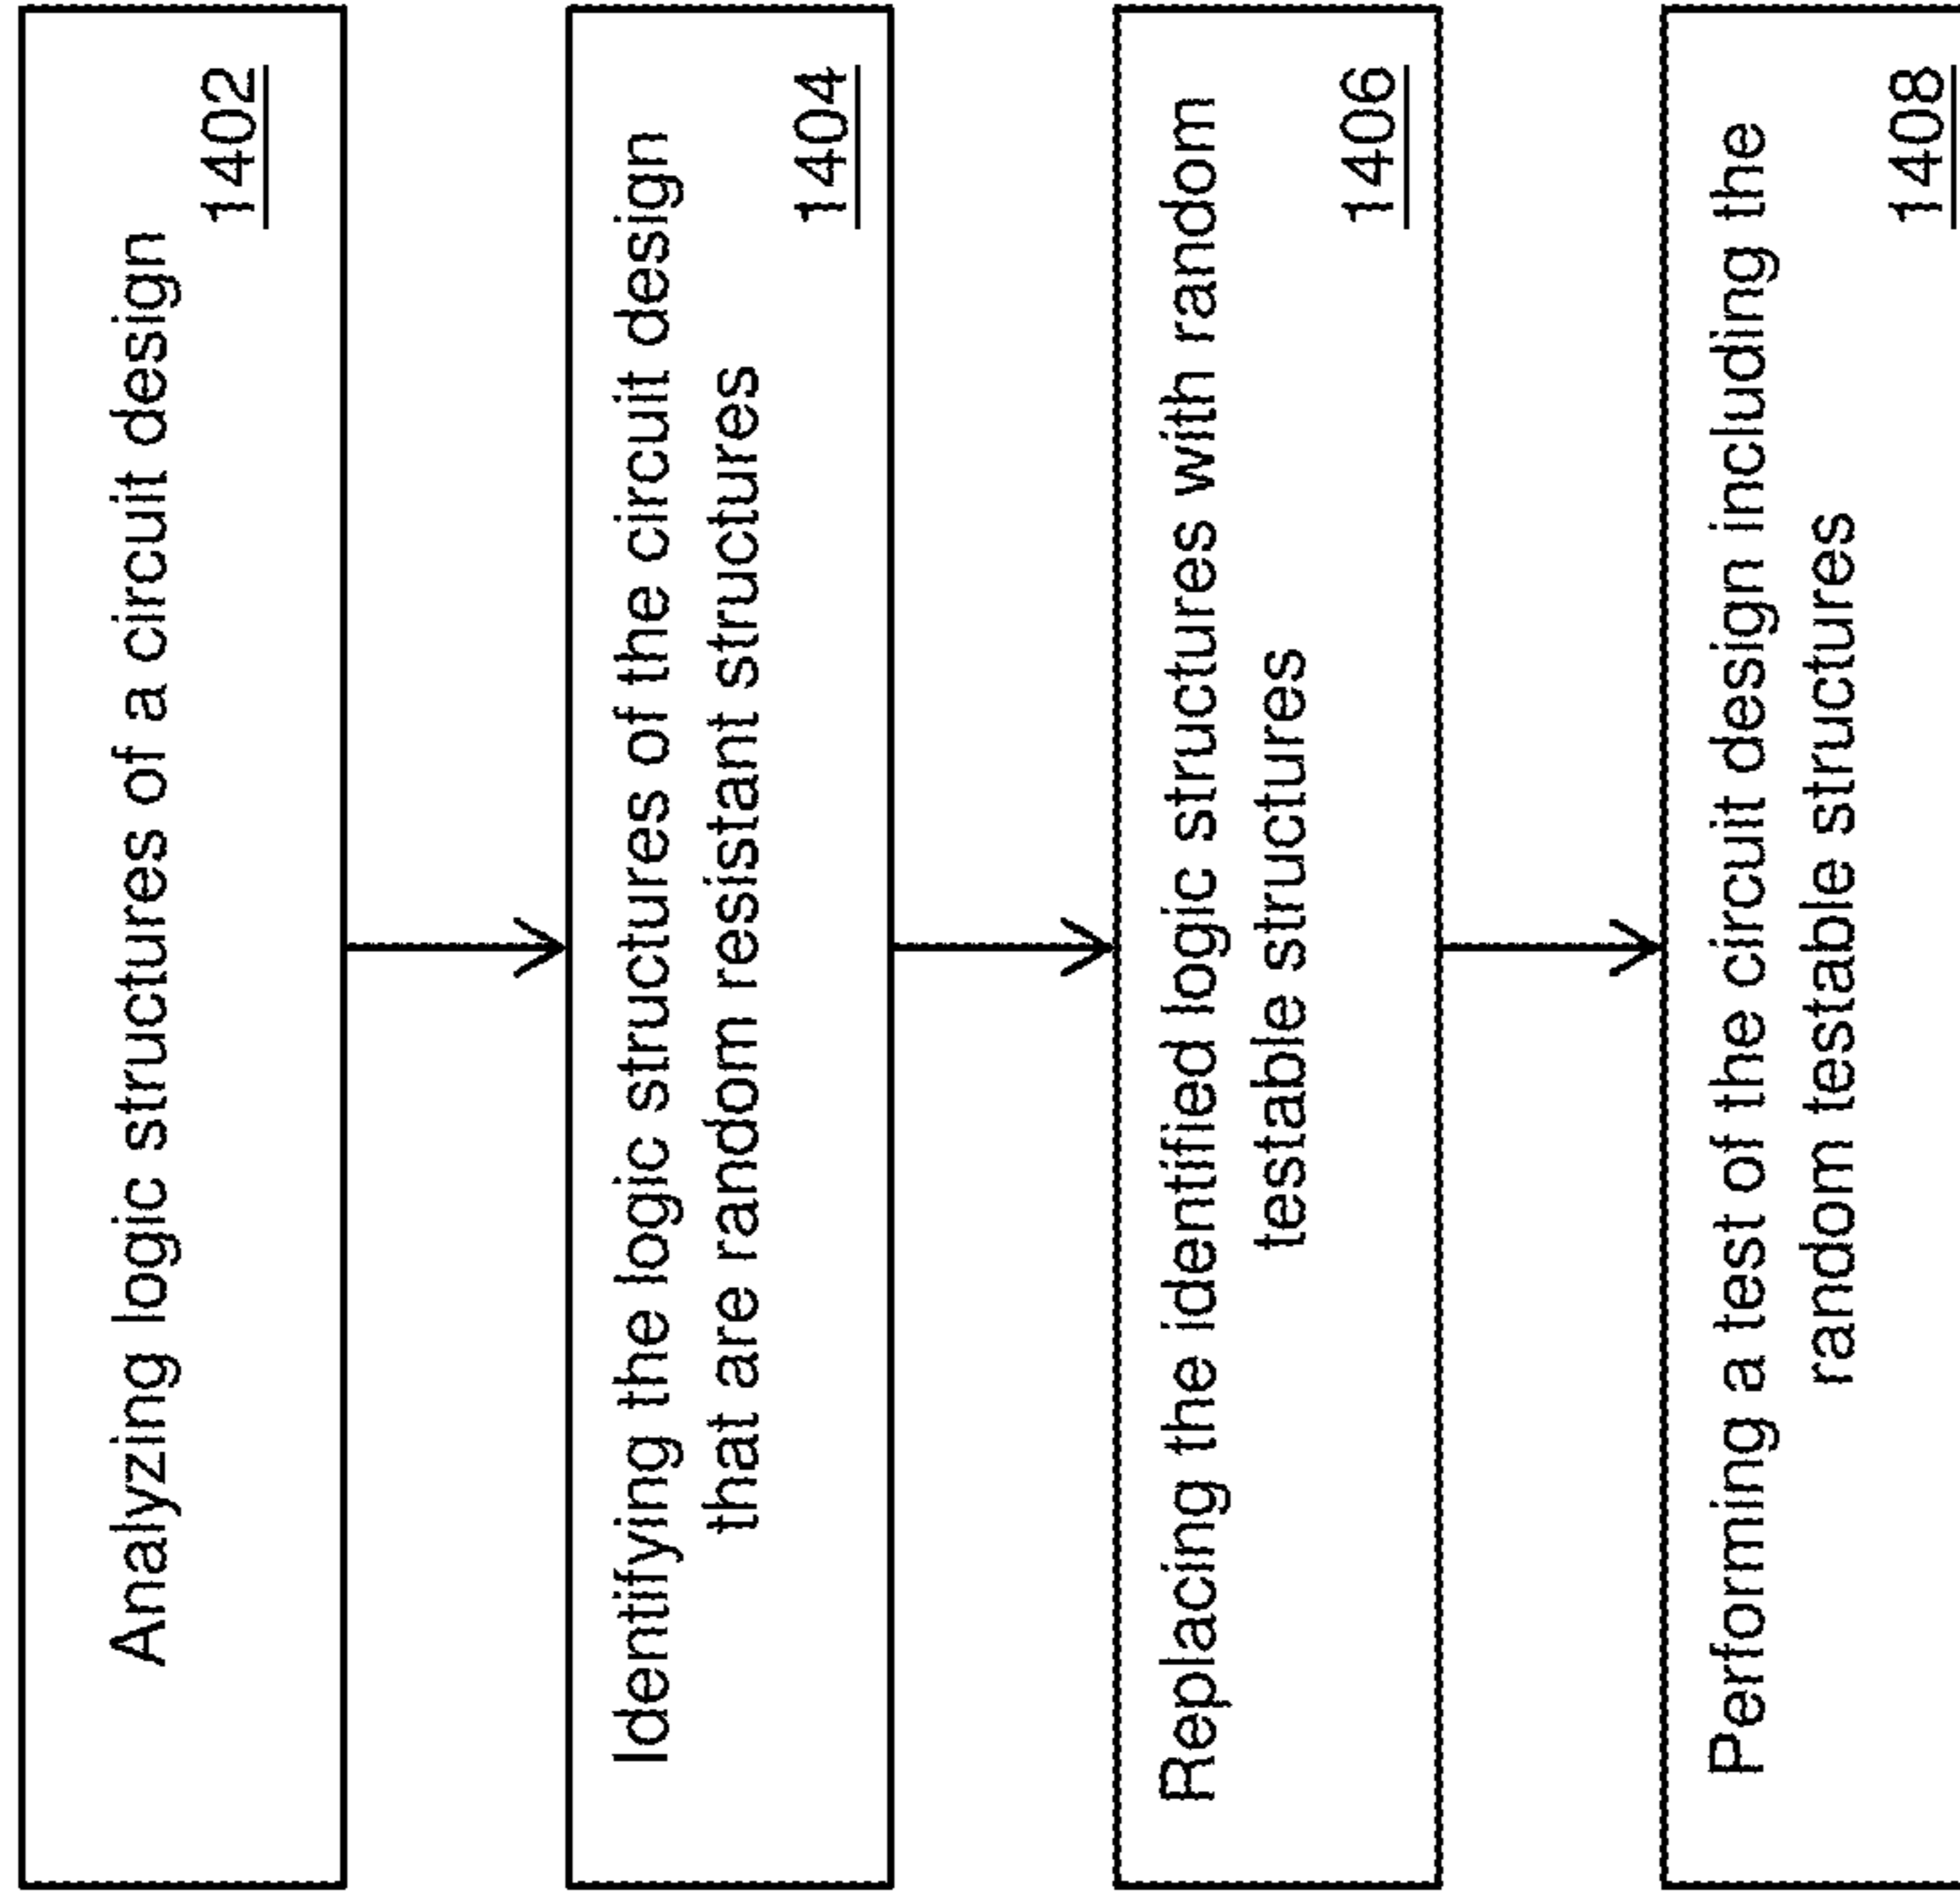 Analyzing logic structures of a circuit design
1402
Identifying the logic structures of the circuit design
that are random resistant structures
1404
Replacing the identified logic structures with random
testable structures
1406
Performing a test of the circuit design including the
random testable structures
1408